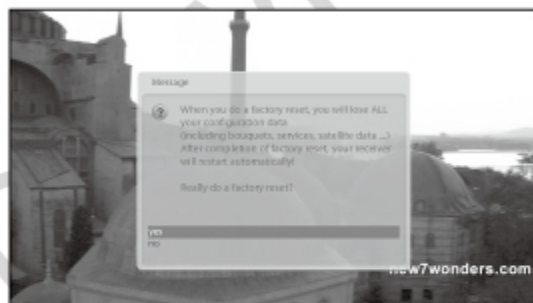 Message
When you do a factory reset, you will lose ALL
your configuration data
(including bouquets, services, satellite data ...)
After completion of factory reset, your receiver
will restart automatically!
Really do a factory reset?
yes
no
new7wonders.com